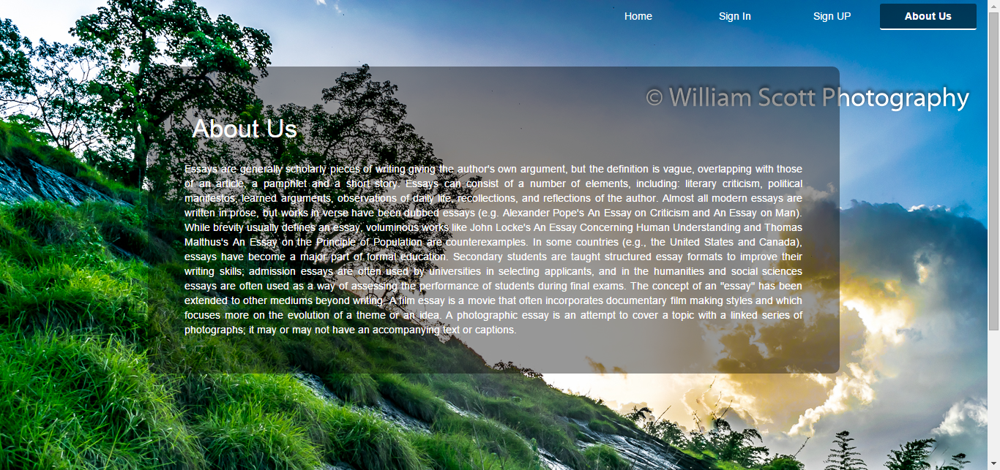 Home Sign In Sign UP About Us
© William Scott Photography
About Us
Essays are generally scholarly pieces of writing giving the author's own argument, but the definition is vague, overlapping with those
of an article, a pamphlet and a short story. Essays can consist of a number of elements, including: literary criticism, political
manifestos, learned arguments, observations of daily life, recollections, and reflections of the author. Almost all modern essays are
written in prose, but works in verse have been dubbed essays (e.g. Alexander Pope's An Essay on Criticism and An Essay on Man).
While brevity usually defines an essay, voluminous works like John Locke's An Essay Concerning Human Understanding and Thomas
Malthus's An Essay on the Principle of Population are counterexamples. In some countries (e.g., the United States and Canada),
essays have become a major part of formal education. Secondary students are taught structured essay formats to improve their
writing skills; admission essays are often used by universities in selecting applicants, and in the humanities and social sciences
essays are often used as a way of assessing the performance of students during final exams. The concept of an "essay" has been
extended to other mediums beyond writing. A film essay is a movie that often incorporates documentary film making styles and which
focuses more on the evolution of a theme or an idea. A photographic essay is an attempt to cover a topic with a linked series of
photographs; it may or may not have an accompanying text or captions.